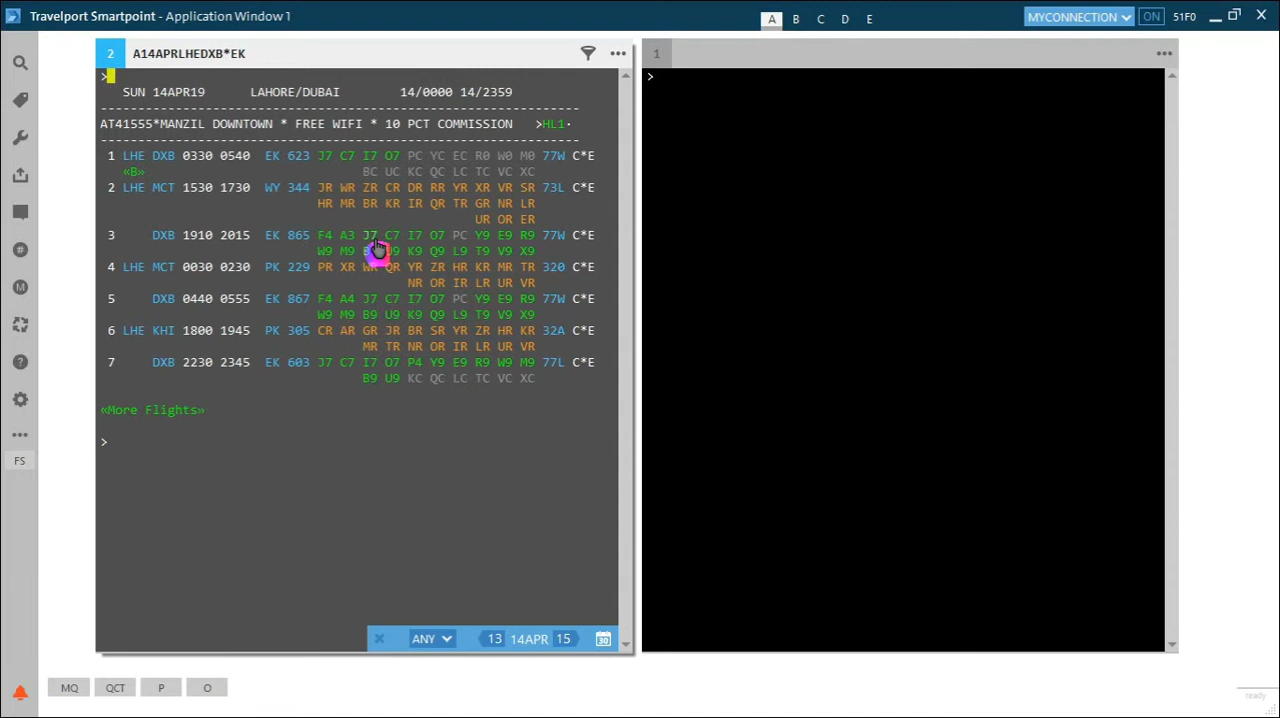 Travelport Smartpoint - Application Window 1
A B C D E
MYCONNECTION ON 51F0
2 A14APRLHEDXB*EK
>
SUN 14APR19 LAHORE/DUBAI 14/0000 14/2359
--------------------------------------------------------------
AT41555*MANZIL DOWNTOWN * FREE WIFI * 10 PCT COMMISSION >HL1·
--------------------------------------------------------------
1 LHE DXB 0330 0540 EK 623 J7 C7 I7 O7 PC YC EC R0 W0 M0 77W C*E
«B» BC UC KC QC LC TC VC XC
2 LHE MCT 1530 1730 WY 344 JR WR ZR CR DR RR YR XR VR SR 73L C*E
HR MR BR KR IR QR TR GR NR LR
UR OR ER
3 DXB 1910 2015 EK 865 F4 A3 J7 C7 I7 O7 PC Y9 E9 R9 77W C*E
W9 M9 U9 K9 Q9 L9 T9 V9 X9
4 LHE MCT 0030 0230 PK 229 PR XR WR QR YR ZR HR KR MR TR 320 C*E
NR OR IR LR UR VR
5 DXB 0440 0555 EK 867 F4 A4 J7 C7 I7 O7 PC Y9 E9 R9 77W C*E
W9 M9 B9 U9 K9 Q9 L9 T9 V9 X9
6 LHE KHI 1800 1945 PK 305 CR AR GR JR BR SR YR ZR HR KR 32A C*E
MR TR NR OR IR LR UR VR
7 DXB 2230 2345 EK 603 J7 C7 I7 O7 P4 Y9 E9 R9 W9 M9 77L C*E
B9 U9 KC QC LC TC VC XC
«More Flights»
>
ANY 13 14APR 15 30
1
>
FS
MQ QCT P O
ready